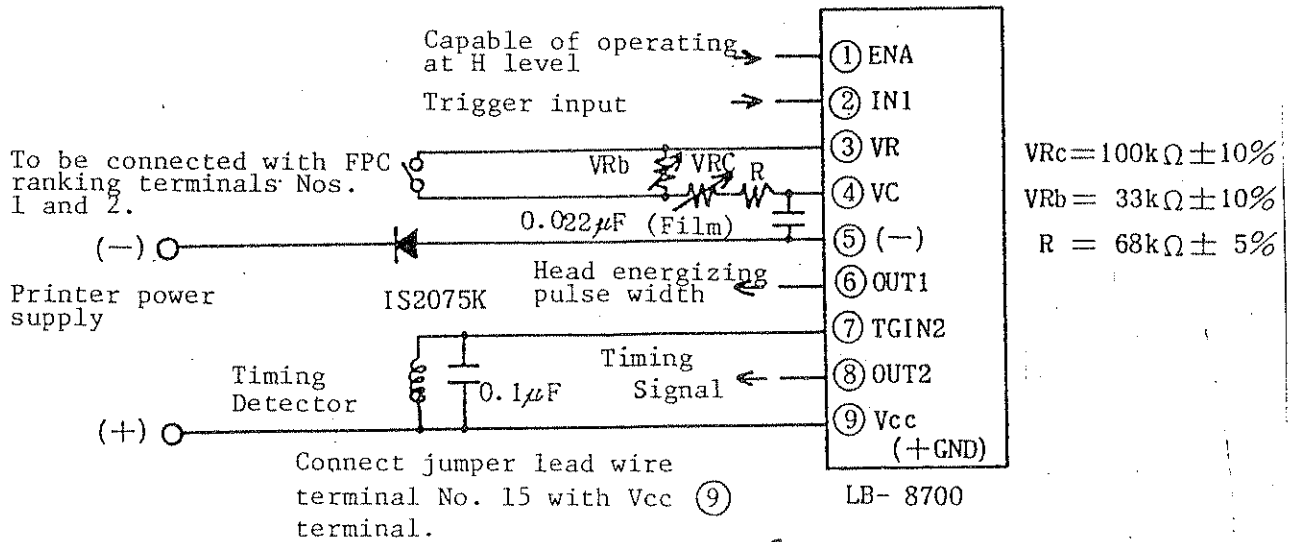 Capable of operating
at H level
① ENA
Trigger input
② IN1
To be connected with FPC
ranking terminals Nos.
1 and 2.
③ VR
VRb VRC R
VRc=100kΩ±10%
④ VC
VRb= 33kΩ±10%
0.022μF (Film)
(−)
⑤ (−)
R = 68kΩ± 5%
Printer power
supply
IS2075K
Head energizing
pulse width
⑥ OUT1
⑦ TGIN2
Timing
Detector
0.1μF
Timing
Signal
⑧ OUT2
(+)
⑨ Vcc
(+GND)
Connect jumper lead wire
terminal No. 15 with Vcc ⑨
terminal.
LB- 8700